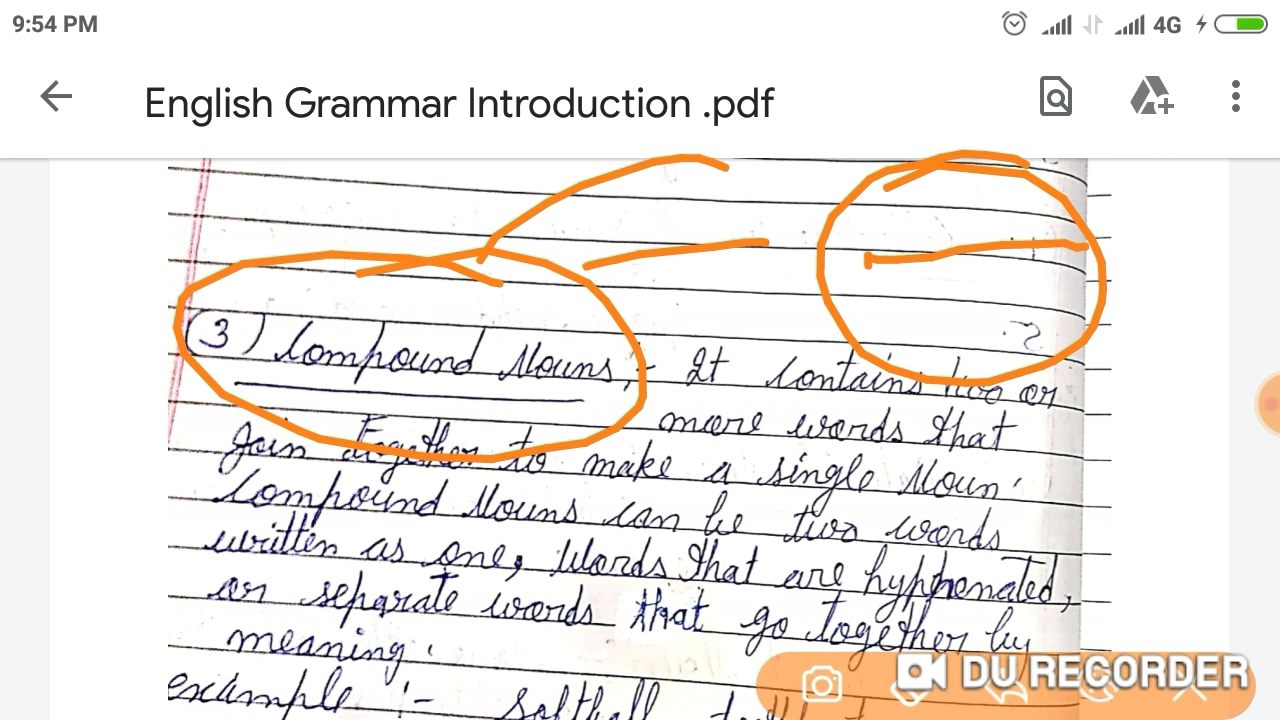 9:54 PM
4G
English Grammar Introduction .pdf
(3) Compound Nouns :- It contains two or
more words that
join together to make a single Noun.
Compound Nouns can be two words
written as one, words that are hyphenated,
or separate words that go together by
meaning.
example :- Softball
DU RECORDER